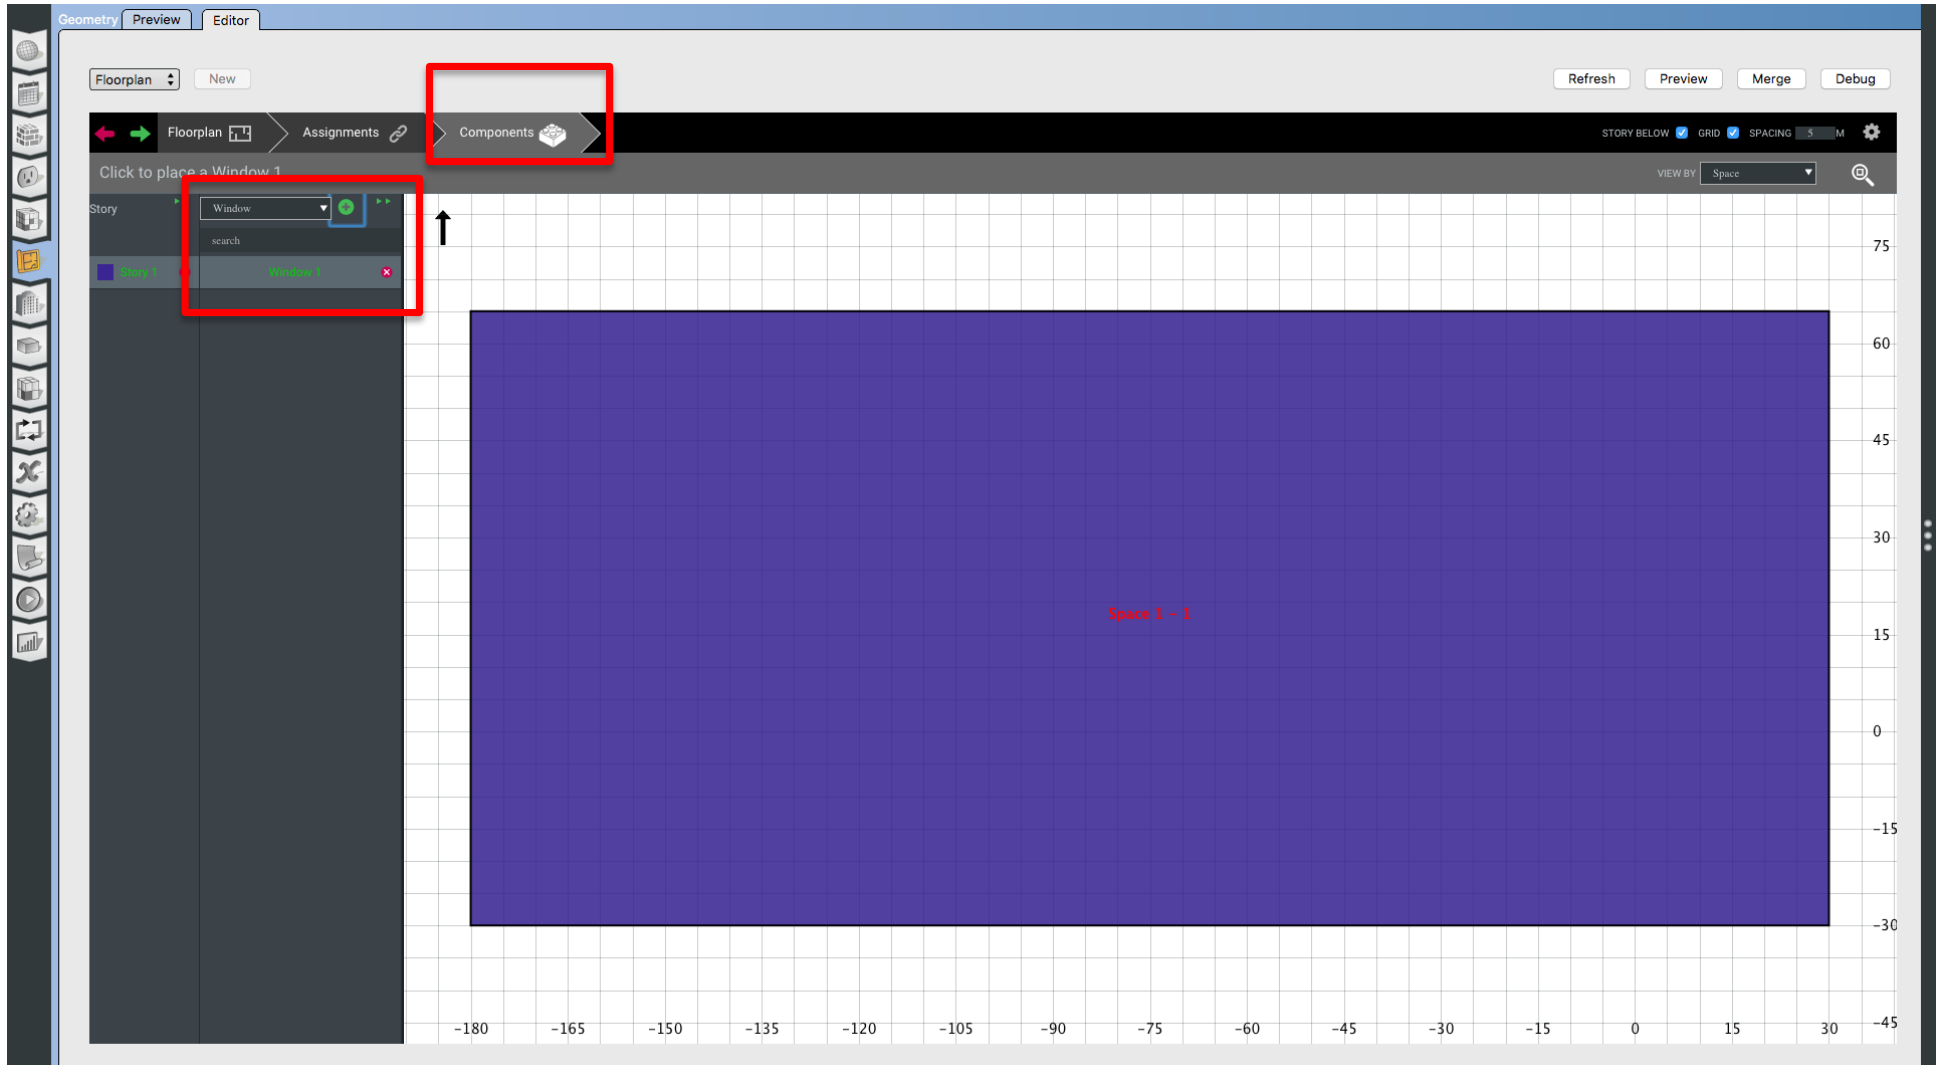 Geometry Preview Editor
Floorplan New Refresh Preview Merge Debug
Floorplan Assignments Components STORY BELOW GRID SPACING 5 M
Click to place a Window 1 VIEW BY Space
Story Window
search
Story 1 Window 1
75
60
45
30
Space 1 - 1
15
0
-15
-30
-180 -165 -150 -135 -120 -105 -90 -75 -60 -45 -30 -15 0 15 30 -45